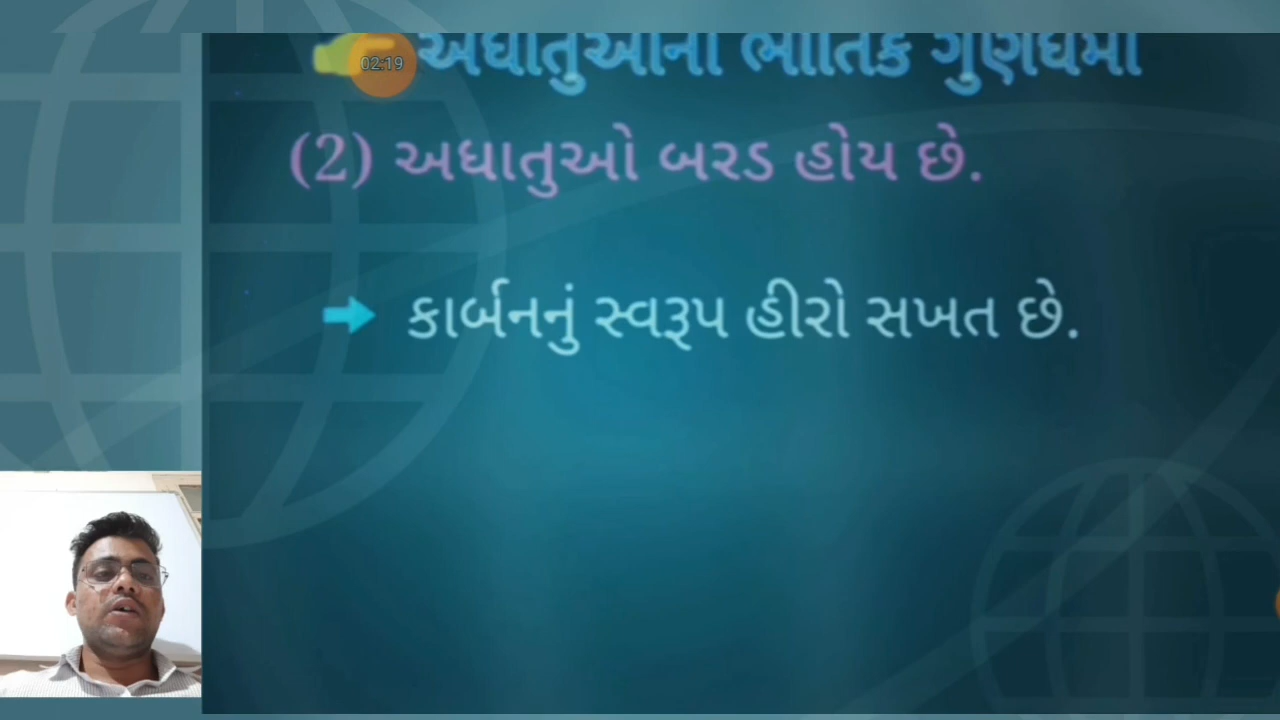 02:19
અધાતુઓના ભૌતિક ગુણધર્મો
(2) અધાતુઓ બરડ હોય છે.
કાર્બનનું સ્વરૂપ હીરો સખત છે.